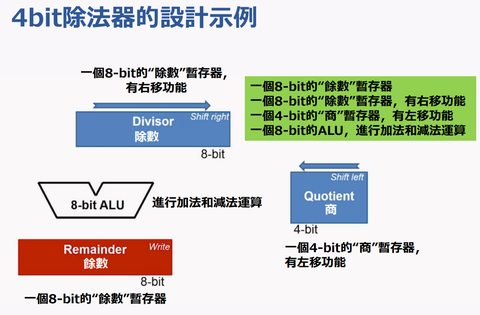 4bit除法器的設計示例
一個8-bit的“除數”暫存器，
有右移功能
Shift right
Divisor
除數
8-bit
一個8-bit的“餘數”暫存器
一個8-bit的“除數”暫存器，有右移功能
一個4-bit的“商”暫存器，有左移功能
一個8-bit的ALU，進行加法和減法運算
8-bit ALU
進行加法和減法運算
Shift left
Quotient
商
4-bit
一個4-bit的“商”暫存器，
有左移功能
Remainder
Write
餘數
8-bit
一個8-bit的“餘數”暫存器